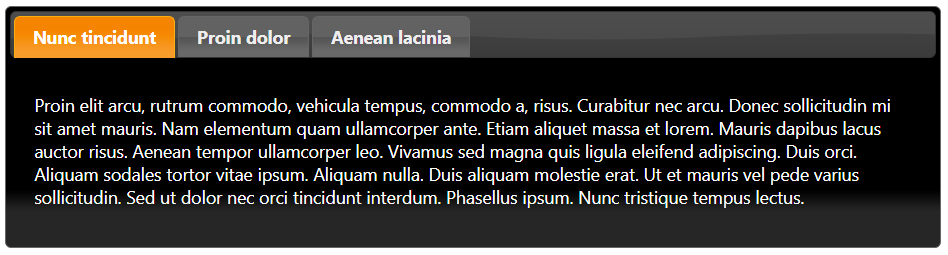 Nunc tincidunt Proin dolor Aenean lacinia
Proin elit arcu, rutrum commodo, vehicula tempus, commodo a, risus. Curabitur nec arcu. Donec sollicitudin mi
sit amet mauris. Nam elementum quam ullamcorper ante. Etiam aliquet massa et lorem. Mauris dapibus lacus
auctor risus. Aenean tempor ullamcorper leo. Vivamus sed magna quis ligula eleifend adipiscing. Duis orci.
Aliquam sodales tortor vitae ipsum. Aliquam nulla. Duis aliquam molestie erat. Ut et mauris vel pede varius
sollicitudin. Sed ut dolor nec orci tincidunt interdum. Phasellus ipsum. Nunc tristique tempus lectus.